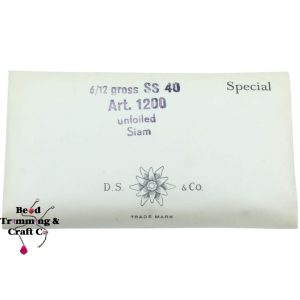 6/12 gross SS 40
Art. 1200
unfoiled
Siam
Special
D. S. & Co.
TRADE MARK
Bead
Trimming &
Craft Co